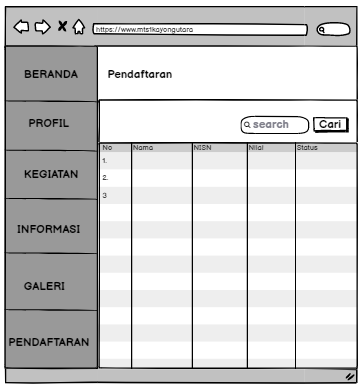 https://www.mtstkayongutara
BERANDA
Pendaftaran
PROFIL
search
Cari
No Nama NISN Nilai Status
1.
2.
3
KEGIATAN
INFORMASI
GALERI
PENDAFTARAN